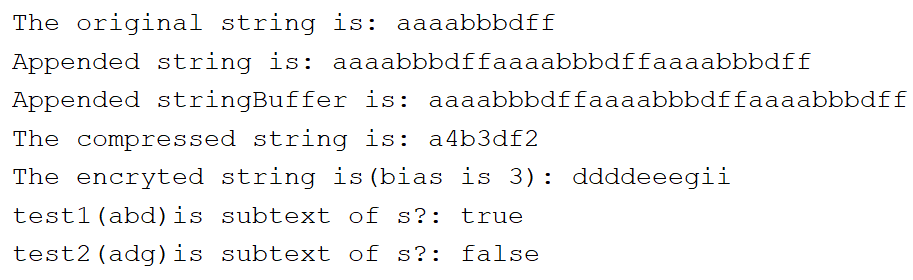 The original string is: aaaabbbdff
Appended string is: aaaabbbdffaaaabbbdffaaaabbbdff
Appended stringBuffer is: aaaabbbdffaaaabbbdffaaaabbbdff
The compressed string is: a4b3df2
The encryted string is(bias is 3): ddddeeegii
test1(abd)is subtext of s?: true
test2(adg)is subtext of s?: false